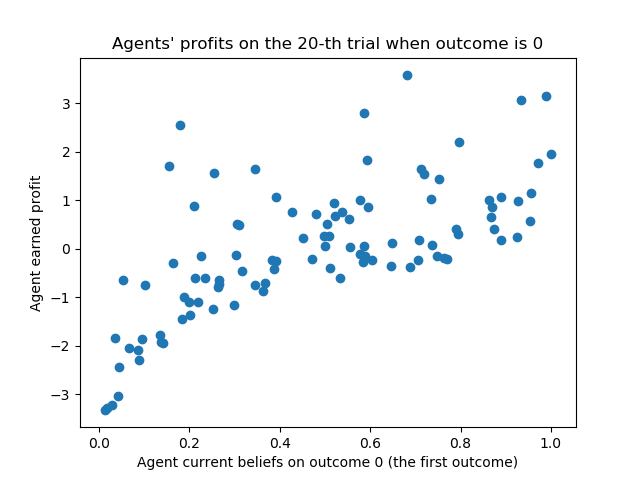 Agents' profits on the 20-th trial when outcome is 0
Agent earned profit
3
2
1
0
−1
−2
−3
0.0 0.2 0.4 0.6 0.8 1.0
Agent current beliefs on outcome 0 (the first outcome)